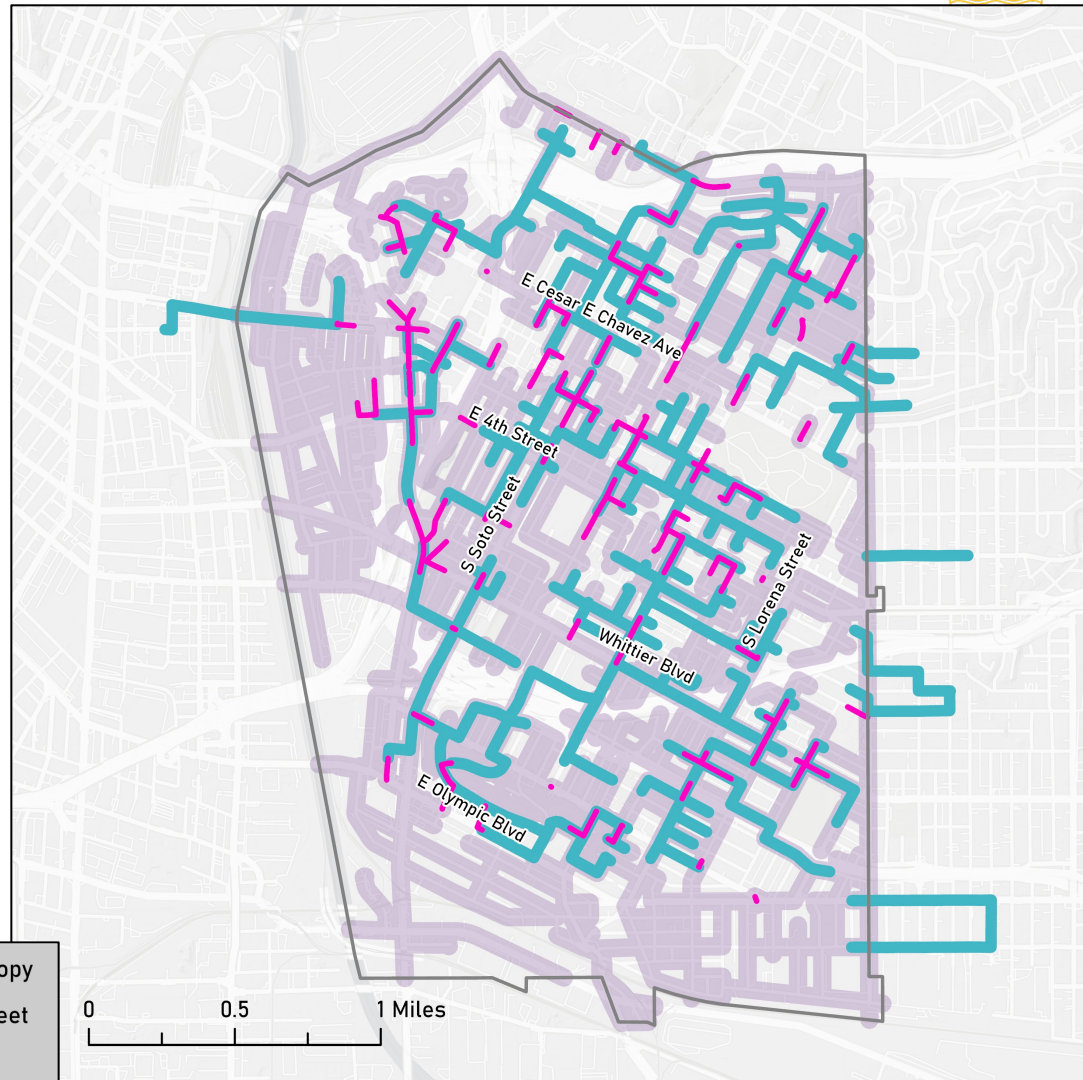 E Cesar E Chavez Ave
E 4th Street
S Soto Street
S Lorena Street
Whittier Blvd
E Olympic Blvd
opy
eet
0 0.5 1 Miles